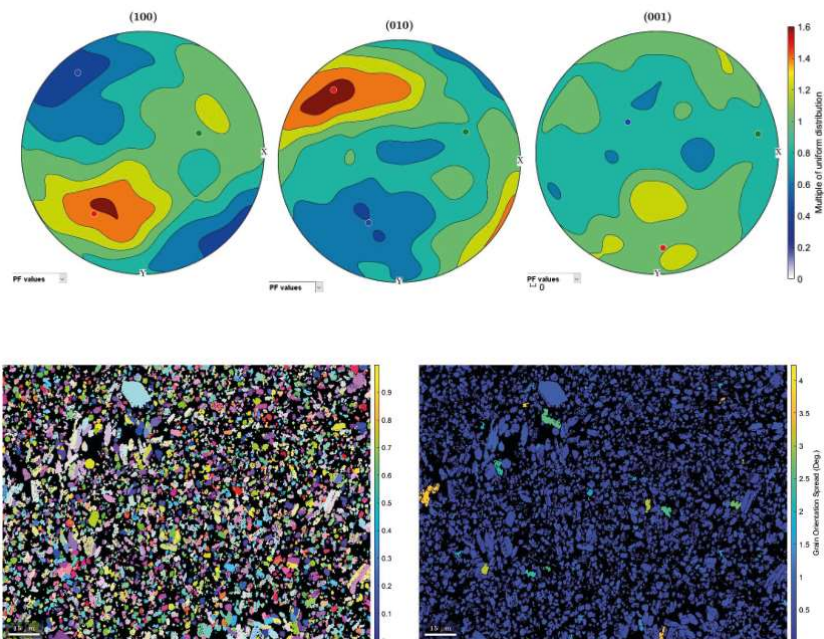 (100)
(010)
(001)
X
Y
X
Y
X
Y
PF values
PF values
PF values
0
1.6
1.4
1.2
1
0.8
0.6
0.4
0.2
0
Multiple of uniform distribution
0.9
0.8
0.7
0.6
0.5
0.4
0.3
0.2
0.1
4
3.5
3
2.5
2
1.5
1
0.5
Grain Orientation Spread (Deg.)